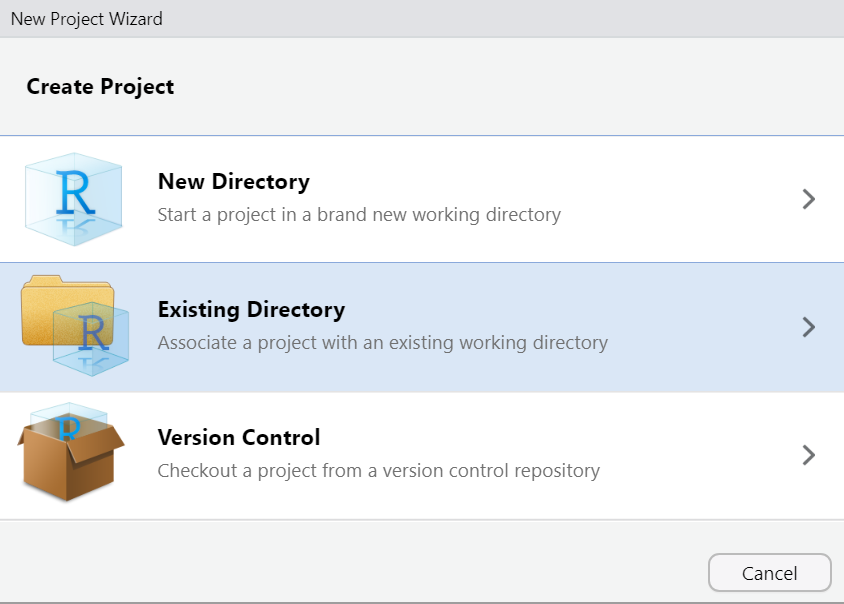 New Project Wizard
Create Project
R
New Directory
Start a project in a brand new working directory
R
Existing Directory
Associate a project with an existing working directory
R
Version Control
Checkout a project from a version control repository
Cancel